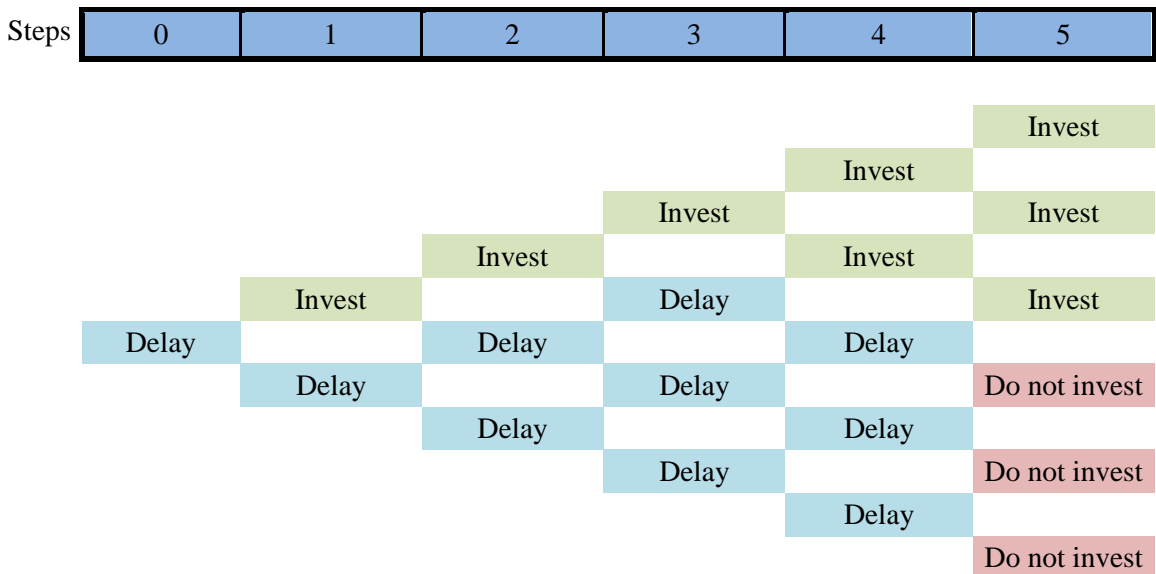 Steps 0 1 2 3 4 5
Invest
Invest
Invest Invest
Invest Invest
Invest Delay Invest
Delay Delay Delay
Delay Delay Do not invest
Delay Delay
Delay Do not invest
Delay
Do not invest